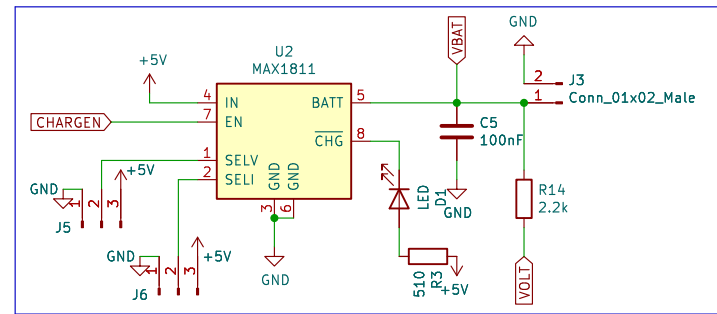 GND
VBAT
U2
MAX1811
+5V
4
IN
BATT
5
2
J3
1
Conn_01x02_Male
CHARGEN
7
EN
8
CHG
C5
100nF
1
SELV
2
SELI
GND
GND
3
6
+5V
GND
1
2
3
J5
LED
D1
GND
R14
2.2k
+5V
GND
1
2
3
J6
GND
510
R3
+5V
VOLT